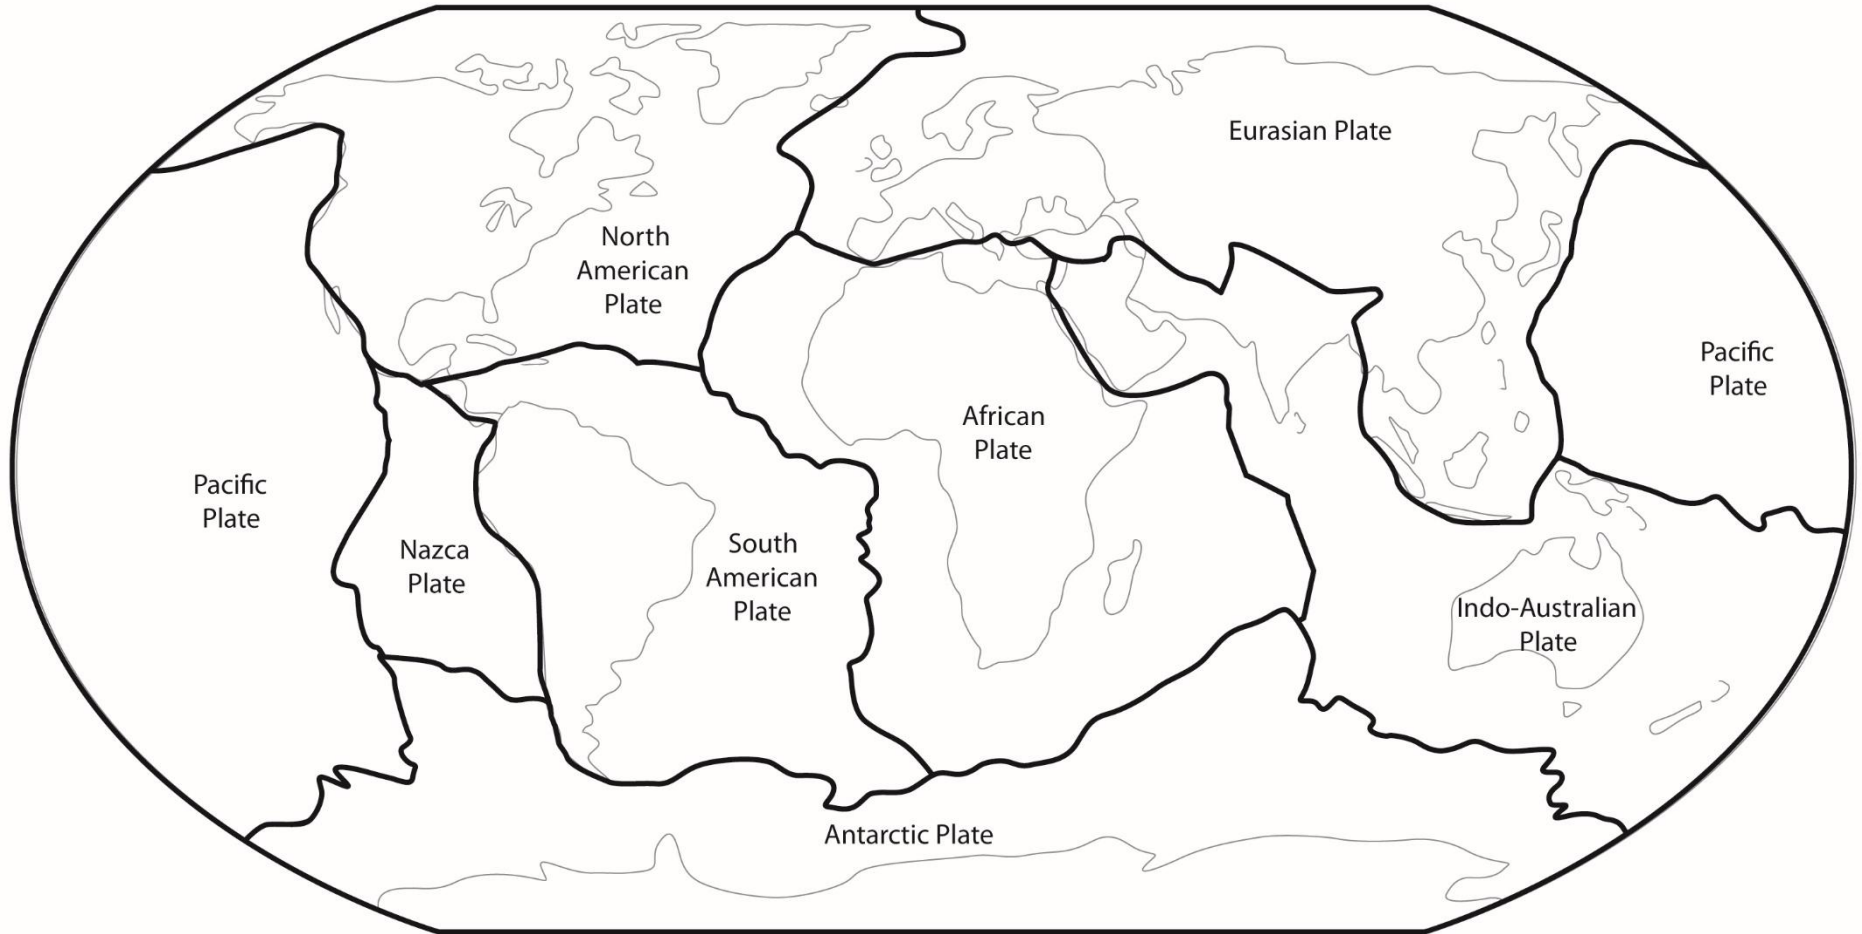 Eurasian Plate
North
American
Plate
Pacific
Plate
African
Plate
Pacific
Plate
Nazca
Plate
South
American
Plate
Indo-Australian
Plate
Antarctic Plate